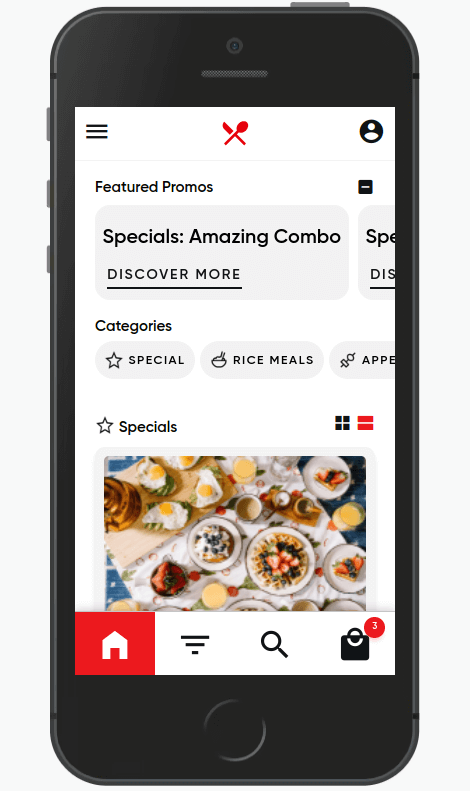 Featured Promos
Specials: Amazing Combo
Spe
DISCOVER MORE
DIS
Categories
SPECIAL
RICE MEALS
APPE
Specials
3